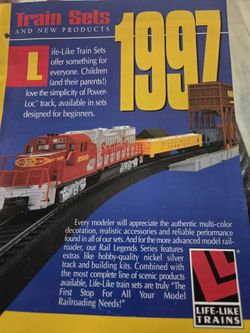 Train Sets
AND NEW PRODUCTS
1997
Life-Like Train Sets
offer something for
everyone. Children
(and their parents!)
love the simplicity of Power-
Loc™ track, available in sets
designed for beginners.
Santa Fe
3500
Every modeler will appreciate the authentic multi-color
decoration, realistic accessories and reliable performance
found in all of our sets. And for the more advanced model rail-
roader, our Rail Legends Series features
extras like hobby-quality nickel silver
track and building kits. Combined with
the most complete line of scenic products
available, Life-Like train sets are truly "The
First Stop For All Your Model
Railroading Needs!"
LIFE-LIKE
TRAINS